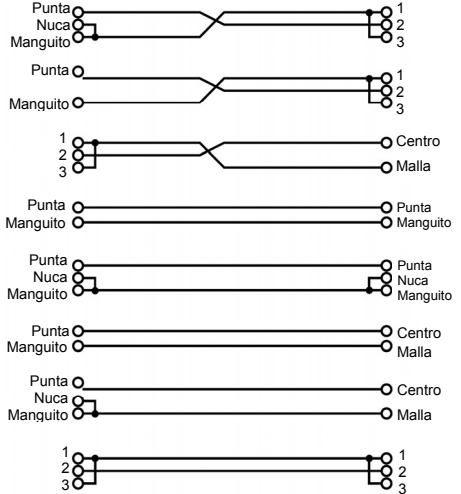 Punta 1
Nuca 2
Manguito 3
Punta 1
2
Manguito 3
1 Centro
2
3 Malla
Punta Punta
Manguito Manguito
Punta Punta
Nuca Nuca
Manguito Manguito
Punta Centro
Manguito Malla
Punta Centro
Nuca
Manguito Malla
1 1
2 2
3 3